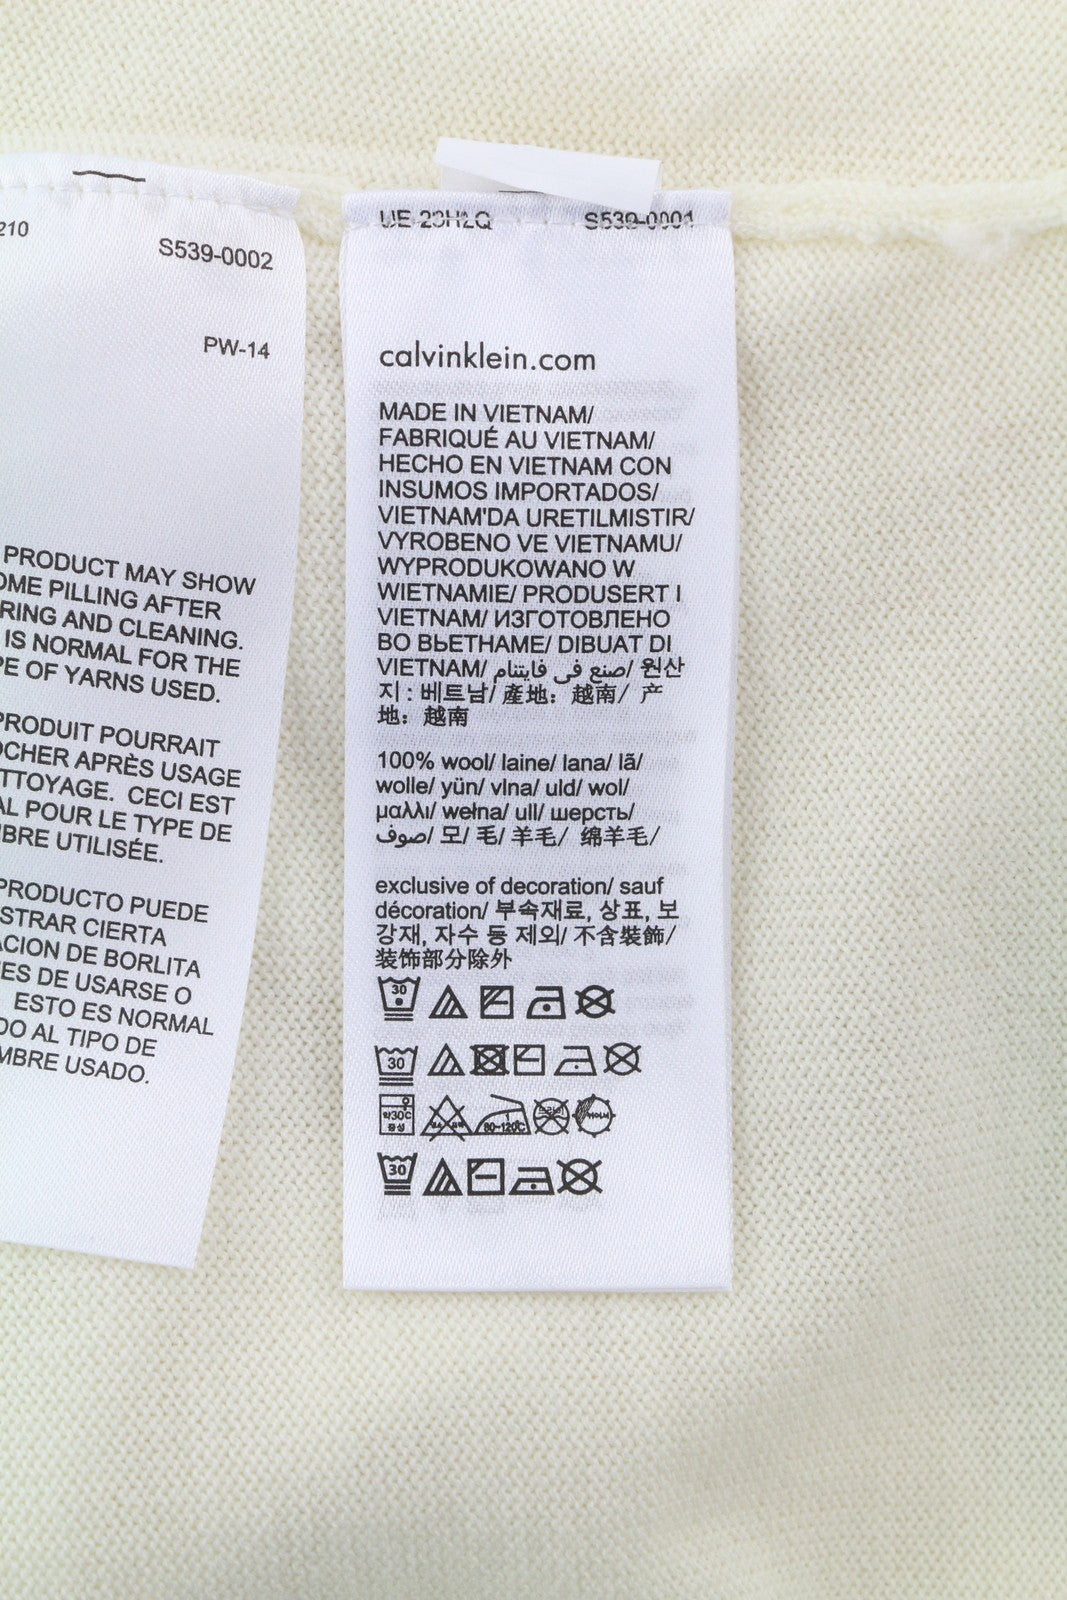 210
S539-0002
PW-14
PRODUCT MAY SHOW
OME PILLING AFTER
RING AND CLEANING.
IS NORMAL FOR THE
PE OF YARNS USED.
PRODUIT POURRAIT
OCHER APRÈS USAGE
TTOYAGE. CECI EST
AL POUR LE TYPE DE
IBRE UTILISÉE.
PRODUCTO PUEDE
STRAR CIERTA
ACION DE BORLITA
ES DE USARSE O
ESTO ES NORMAL
DO AL TIPO DE
MBRE USADO.
S539-0001
calvinklein.com
MADE IN VIETNAM/
FABRIQUÉ AU VIETNAM/
HECHO EN VIETNAM CON
INSUMOS IMPORTADOS/
VIETNAM'DA URETILMISTIR/
VYROBENO VE VIETNAMU/
WYPRODUKOWANO W
WIETNAMIE/ PRODUSERT I
VIETNAM/ ИЗГОТОВЛЕНО
ВО ВЬЕТНАМЕ/ DIBUAT DI
VIETNAM/ صنع في فايتنام/ 원산
지 : 베트남/ 產地：越南/ 产
地：越南
100% wool/ laine/ lana/ lã/
wolle/ yün/ vlna/ uld/ wol/
μαλλι/ wełna/ ull/ шерсть/
صوف/ 모/ 毛/ 羊毛/ 绵羊毛/
exclusive of decoration/ sauf
décoration/ 부속재료, 상표, 보
강재, 자수 등 제외/ 不含裝飾/
装饰部分除外
30
30
약30℃
중성
80~120℃
30